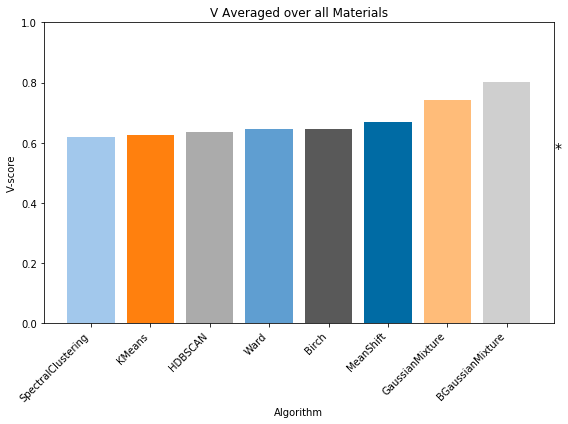 V Averaged over all Materials
V-score
1.0
0.8
0.6
0.4
0.2
0.0
*
SpectralClustering
KMeans
HDBSCAN
Ward
Birch
MeanShift
GaussianMixture
BGaussianMixture
Algorithm